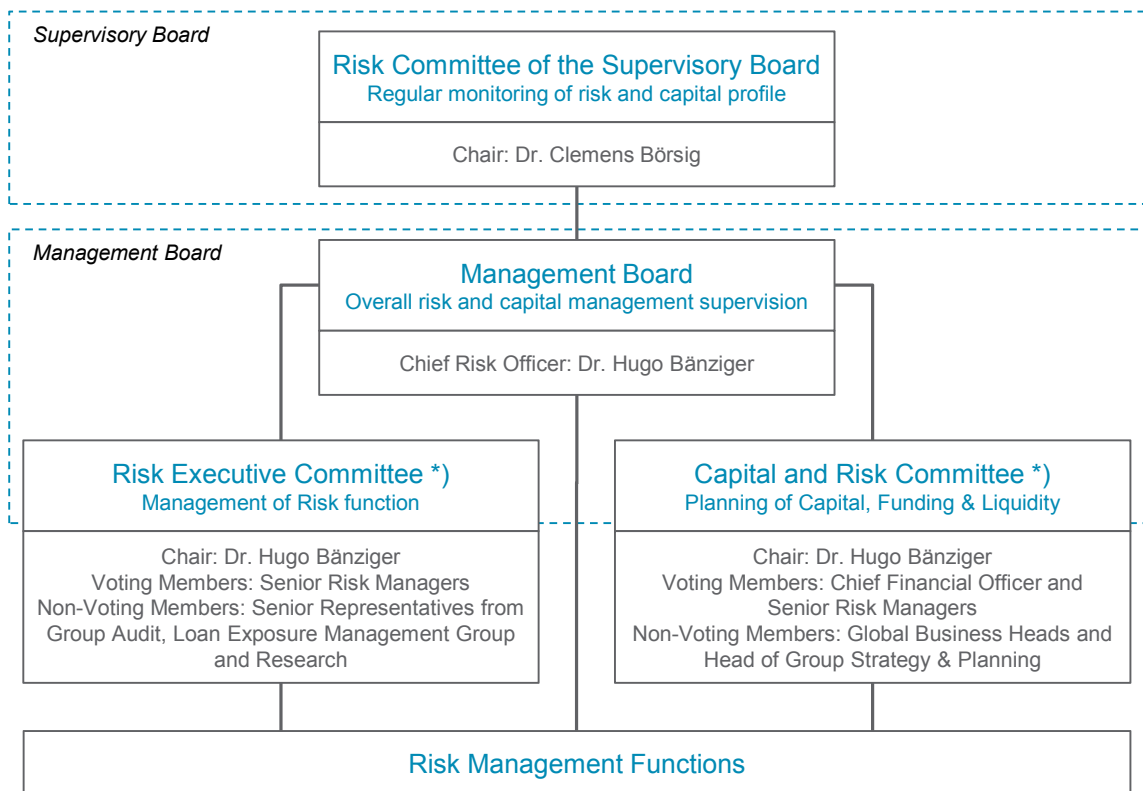 Supervisory Board
Risk Committee of the Supervisory Board
Regular monitoring of risk and capital profile
Chair: Dr. Clemens Börsig
Management Board
Management Board
Overall risk and capital management supervision
Chief Risk Officer: Dr. Hugo Bänziger
Risk Executive Committee *)
Management of Risk function
Chair: Dr. Hugo Bänziger
Voting Members: Senior Risk Managers
Non-Voting Members: Senior Representatives from
Group Audit, Loan Exposure Management Group
and Research
Capital and Risk Committee *)
Planning of Capital, Funding & Liquidity
Chair: Dr. Hugo Bänziger
Voting Members: Chief Financial Officer and
Senior Risk Managers
Non-Voting Members: Global Business Heads and
Head of Group Strategy & Planning
Risk Management Functions